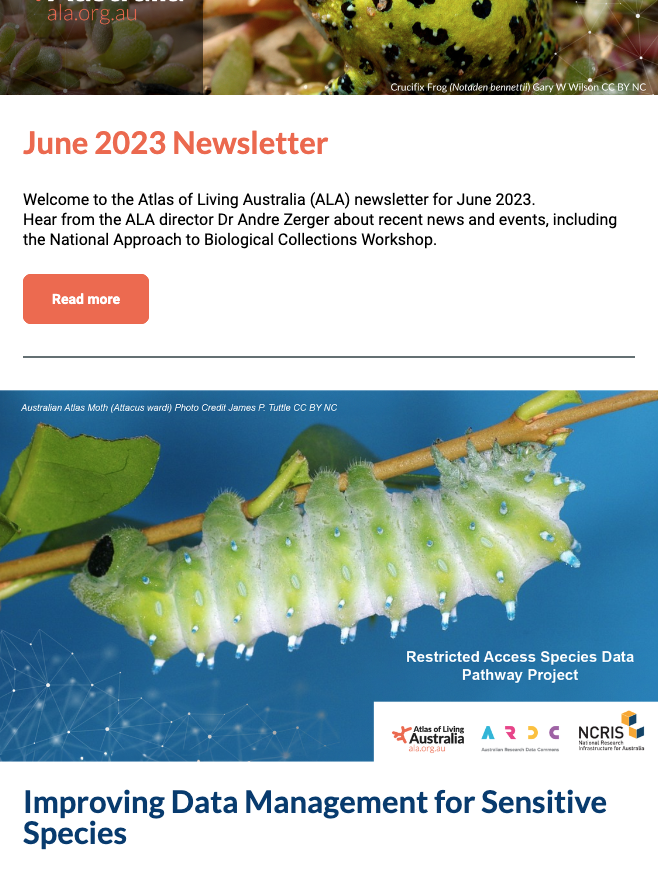 ala.org.au
Crucifix Frog (Notaden bennettii) Gary W Wilson CC BY NC
June 2023 Newsletter
Welcome to the Atlas of Living Australia (ALA) newsletter for June 2023.
Hear from the ALA director Dr Andre Zerger about recent news and events, including
the National Approach to Biological Collections Workshop.
Read more
Australian Atlas Moth (Attacus wardi) Photo Credit James P. Tuttle CC BY NC
Restricted Access Species Data
Pathway Project
Atlas of Living
Australia
ala.org.au
ARDC
Australian Research Data Commons
NCRIS
National Research
Infrastructure for Australia
Improving Data Management for Sensitive
Species